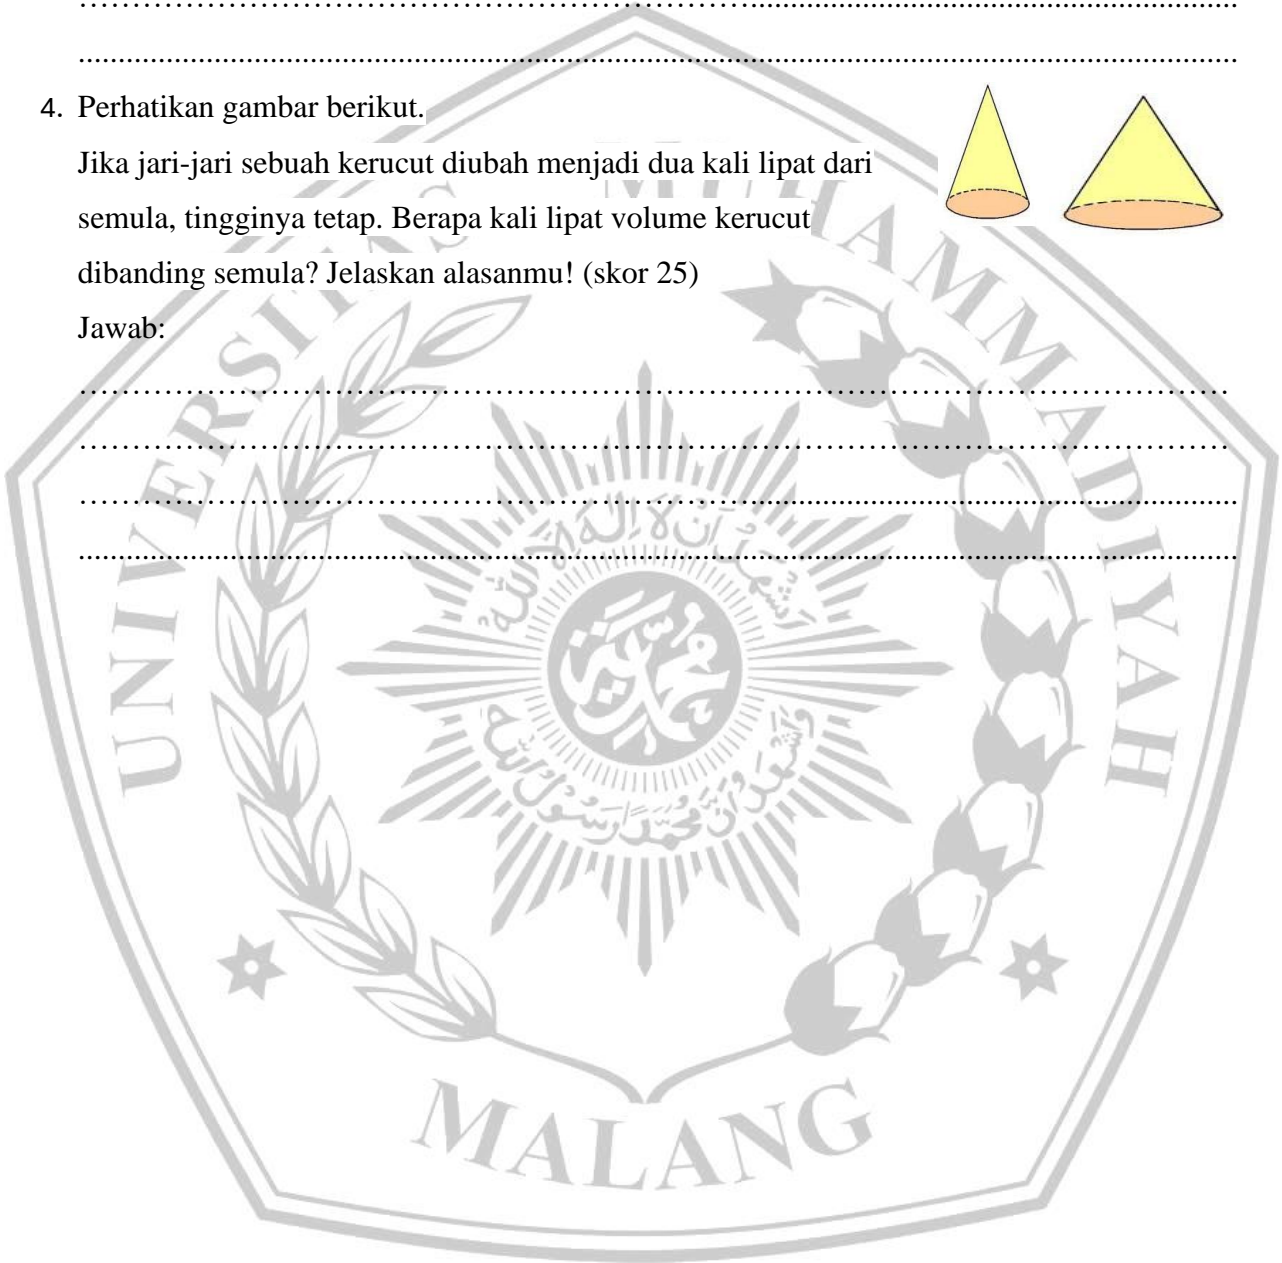 4. Perhatikan gambar berikut.
Jika jari-jari sebuah kerucut diubah menjadi dua kali lipat dari
semula, tingginya tetap. Berapa kali lipat volume kerucut
dibanding semula? Jelaskan alasanmu! (skor 25)
Jawab:
UNIVERSITAS MUHAMMADIYAH
MALANG